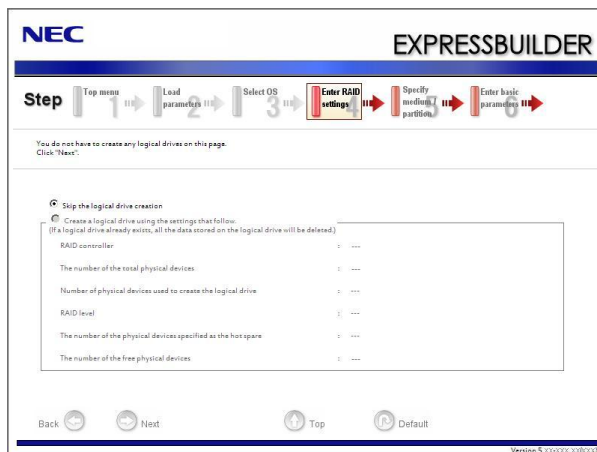 NEC
EXPRESSBUILDER
Step
Top menu
1
Load
parameters
2
Select OS
3
Enter RAID
settings
4
Specify
medium /
partition
5
Enter basic
parameters
6
You do not have to create any logical drives on this page.
Click "Next".
Skip the logical drive creation
Create a logical drive using the settings that follow.
(If a logical drive already exists, all the data stored on the logical drive will be deleted.)
RAID controller : ---
The number of the total physical devices : ---
Number of physical devices used to create the logical drive : ---
RAID level : ---
The number of the physical devices specified as the hot spare : ---
The number of the free physical devices : ---
Back Next Top Default
Version 5